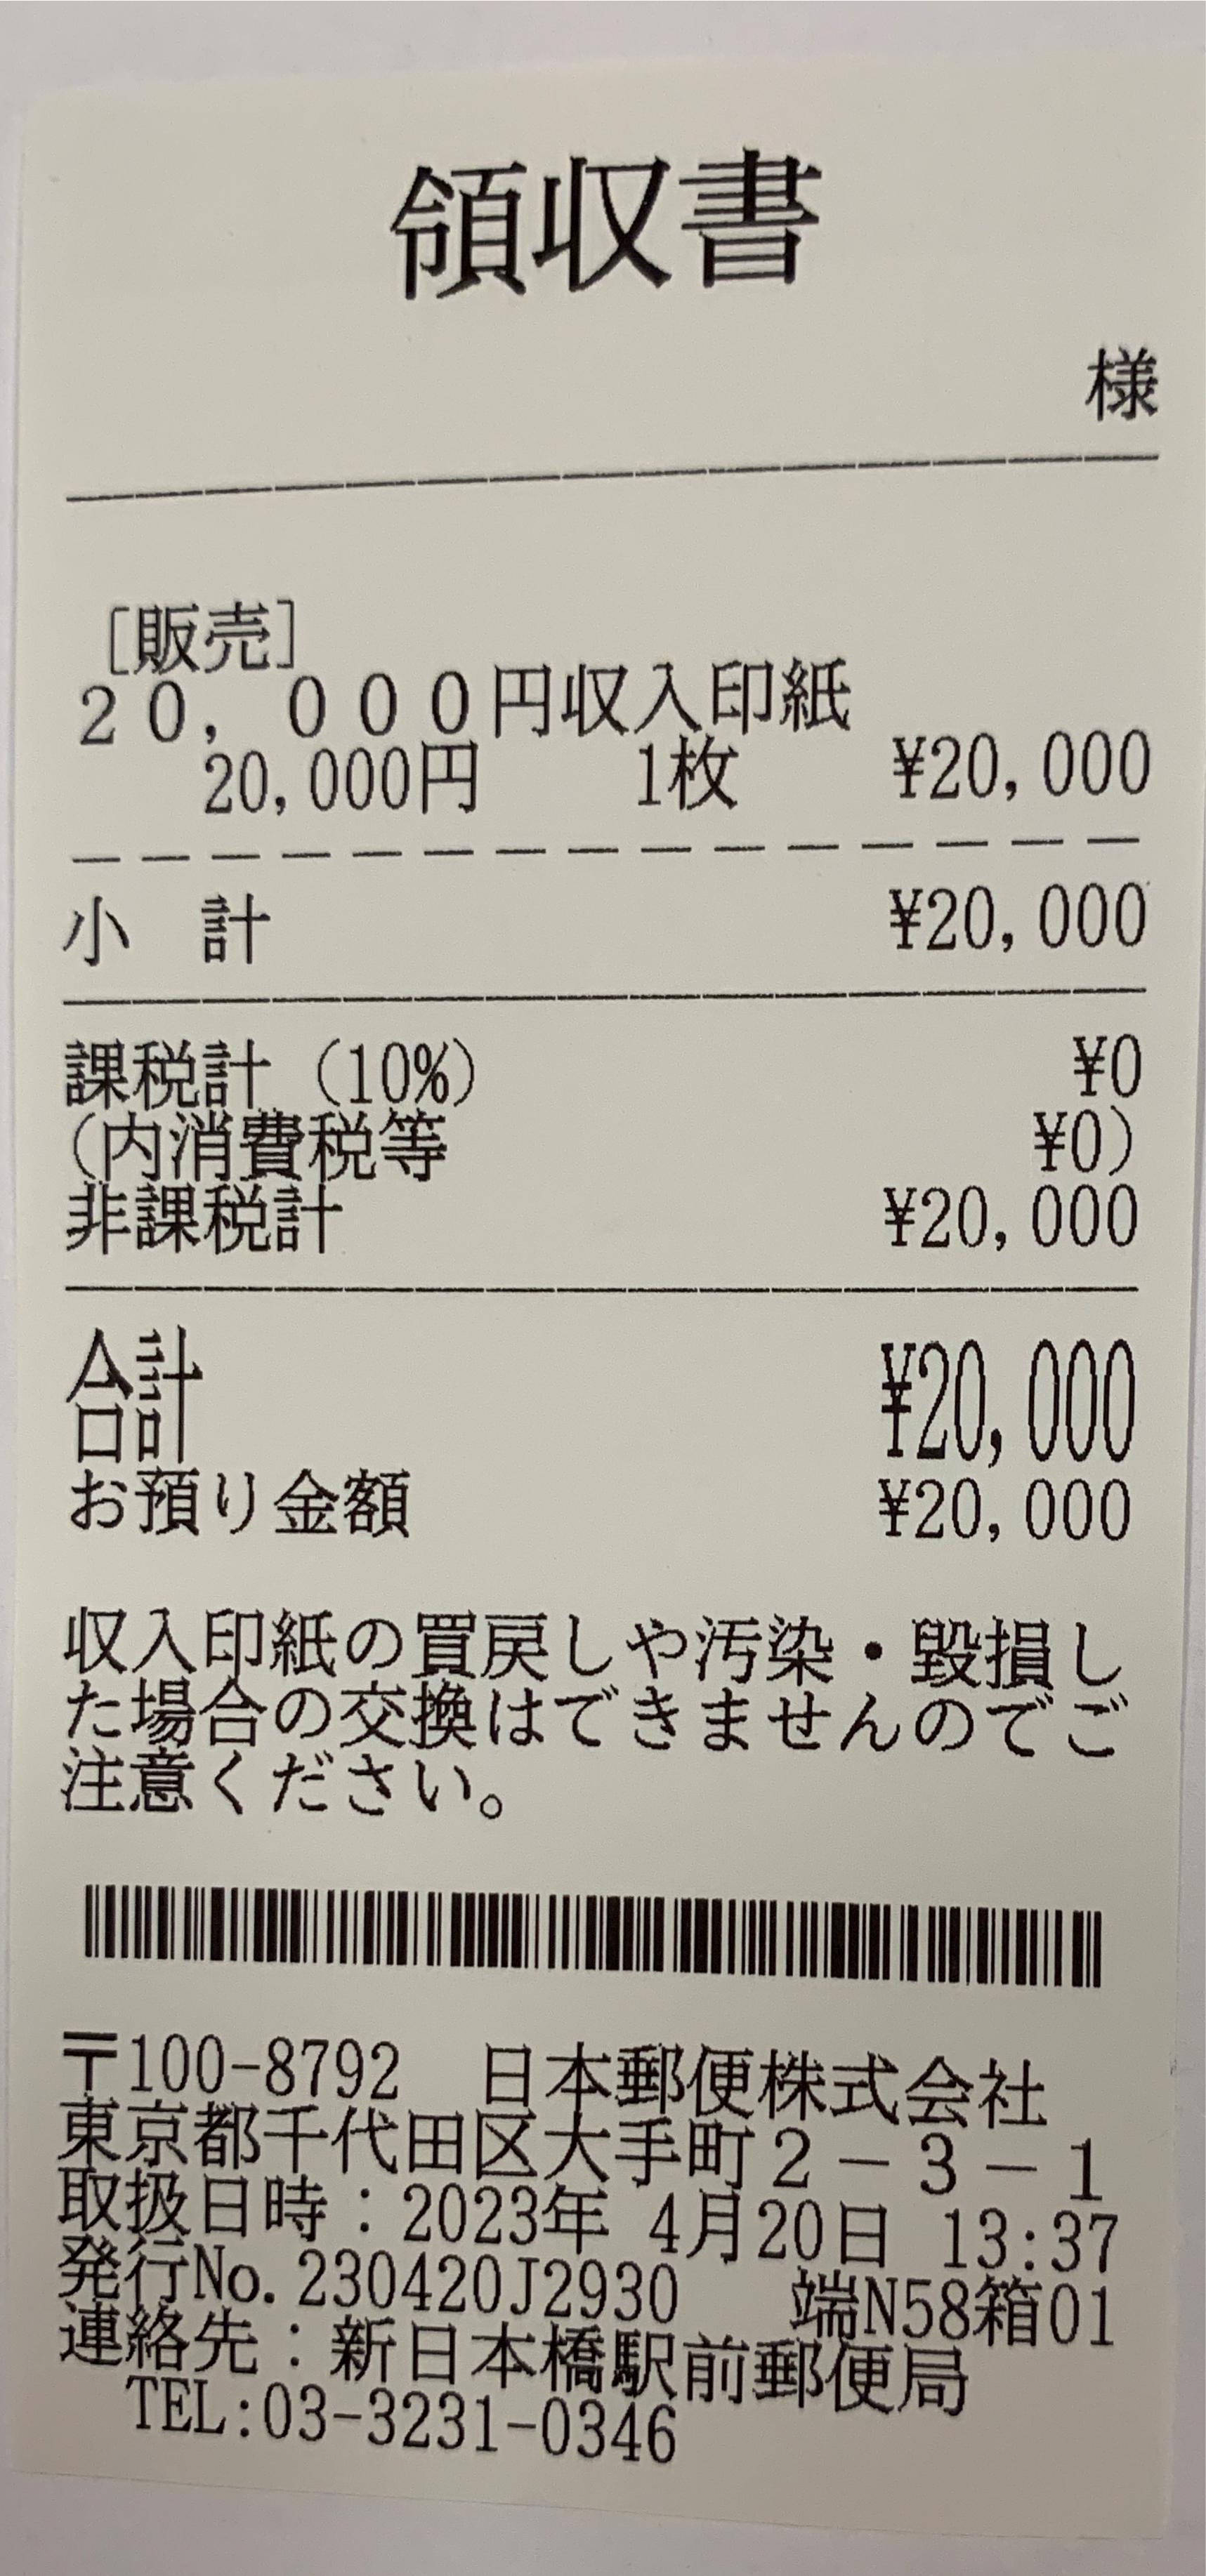 領収書
様
[販売]
20,000円収入印紙
20,000円 1枚 ¥20,000
小 計 ¥20,000
課税計 (10%) ¥0
(内消費税等 ¥0)
非課税計 ¥20,000
合計 ¥20,000
お預り金額 ¥20,000
収入印紙の買戻しや汚染・毀損し
た場合の交換はできませんのでご
注意ください。
〒100-8792 日本郵便株式会社
東京都千代田区大手町2-3-1
取扱日時:2023年 4月20日 13:37
発行No.230420J2930 端N58箱01
連絡先:新日本橋駅前郵便局
TEL:03-3231-0346